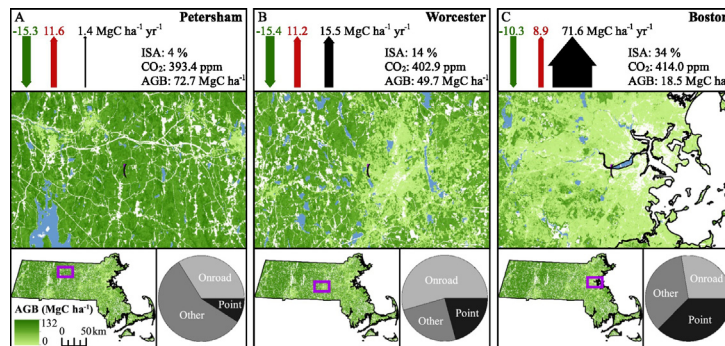 A Petersham
-15.3 11.6 1.4 MgC ha⁻¹ yr⁻¹
ISA: 4 %
CO₂: 393.4 ppm
AGB: 72.7 MgC ha⁻¹
Onroad
Point
Other
AGB (MgC ha⁻¹)
132
0
0 50km
B Worcester
-15.4 11.2 15.5 MgC ha⁻¹ yr⁻¹
ISA: 14 %
CO₂: 402.9 ppm
AGB: 49.7 MgC ha⁻¹
Onroad
Other
Point
C Boston
-10.3 8.9 71.6 MgC ha⁻¹ yr⁻¹
ISA: 34 %
CO₂: 414.0 ppm
AGB: 18.5 MgC ha⁻¹
Onroad
Other
Point